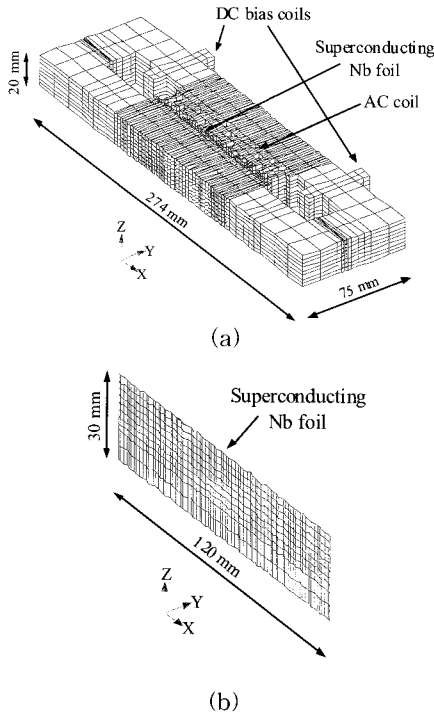 DC bias coils
Superconducting
Nb foil
AC coil
20 mm
274 mm
75 mm
Z
Y
X
(a)
Superconducting
Nb foil
30 mm
120 mm
Z
Y
X
(b)